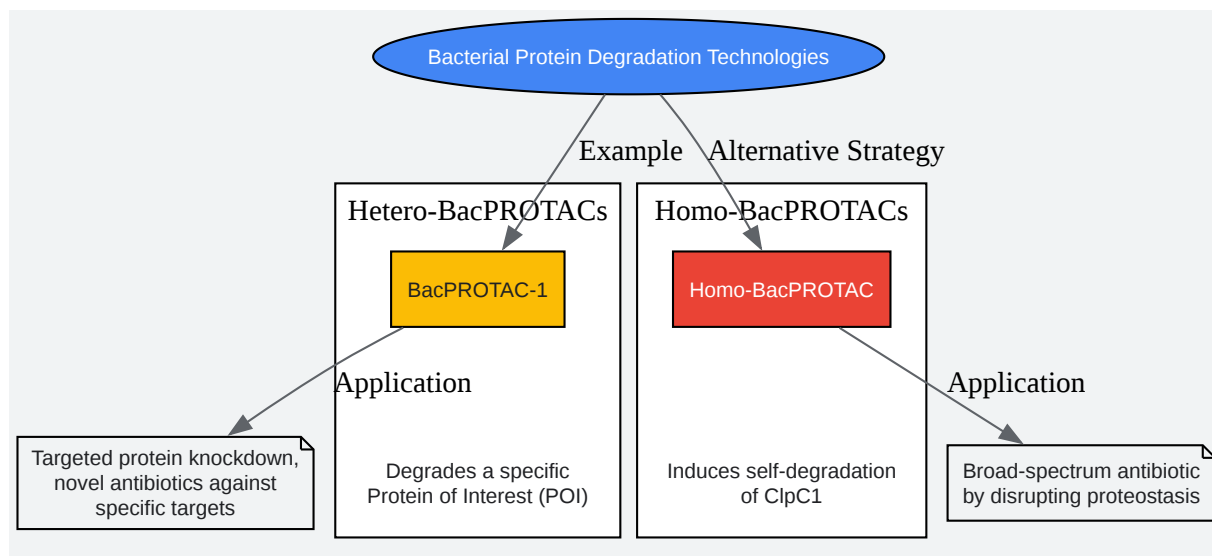 Bacterial Protein Degradation Technologies
Example
Alternative Strategy
Hetero-BacPROTACs
Homo-BacPROTACs
BacPROTAC-1
Homo-BacPROTAC
Application
Application
Targeted protein knockdown,
novel antibiotics against
specific targets
Degrades a specific
Protein of Interest (POI)
Induces self-degradation
of ClpC1
Broad-spectrum antibiotic
by disrupting proteostasis